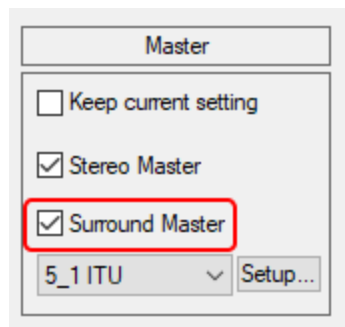 Master
Keep current setting
Stereo Master
Surround Master
5_1 ITU Setup...